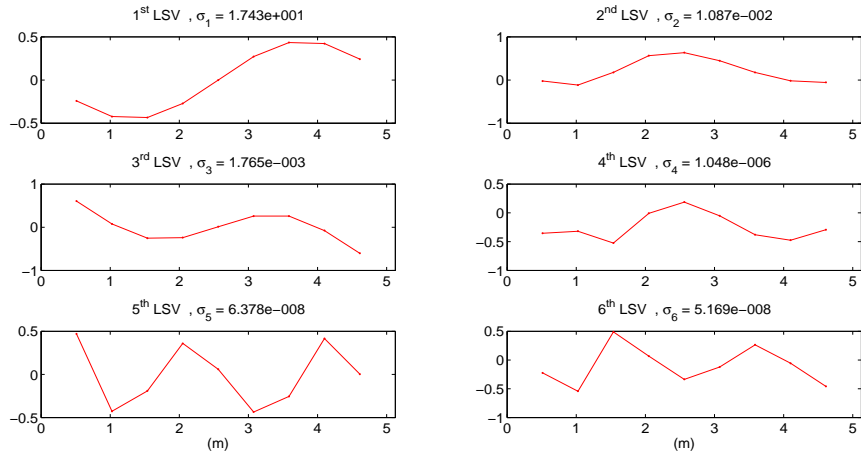 1st LSV , σ1 = 1.743e+001
0.5
0
−0.5
0 1 2 3 4 5
2nd LSV , σ2 = 1.087e−002
1
0
−1
0 1 2 3 4 5
3rd LSV , σ3 = 1.765e−003
1
0
−1
0 1 2 3 4 5
4th LSV , σ4 = 1.048e−006
0.5
0
−0.5
−1
0 1 2 3 4 5
5th LSV , σ5 = 6.378e−008
0.5
0
−0.5
0 1 2 3 4 5
(m)
6th LSV , σ6 = 5.169e−008
0.5
0
−0.5
−1
0 1 2 3 4 5
(m)